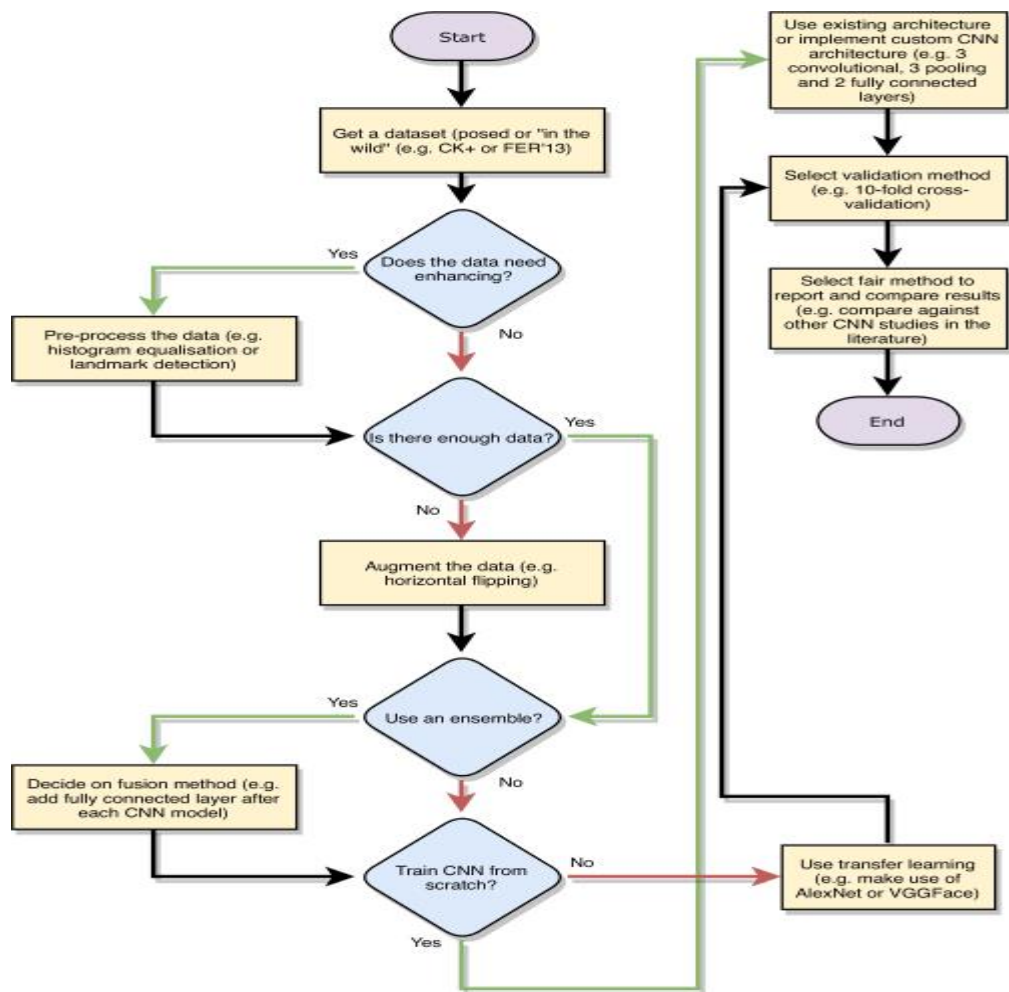 Start
Get a dataset (posed or "in the
wild" (e.g. CK+ or FER'13)
Yes
Does the data need
enhancing?
No
Pre-process the data (e.g.
histogram equalisation or
landmark detection)
Is there enough data?
Yes
No
Augment the data (e.g.
horizontal flipping)
Yes
Use an ensemble?
No
Decide on fusion method (e.g.
add fully connected layer after
each CNN model)
Train CNN from
scratch?
No
Yes
Use transfer learning
(e.g. make use of
AlexNet or VGGFace)
Use existing architecture
or implement custom CNN
architecture (e.g. 3
convolutional, 3 pooling
and 2 fully connected
layers)
Select validation method
(e.g. 10-fold cross-
validation)
Select fair method to
report and compare results
(e.g. compare against
other CNN studies in the
literature)
End